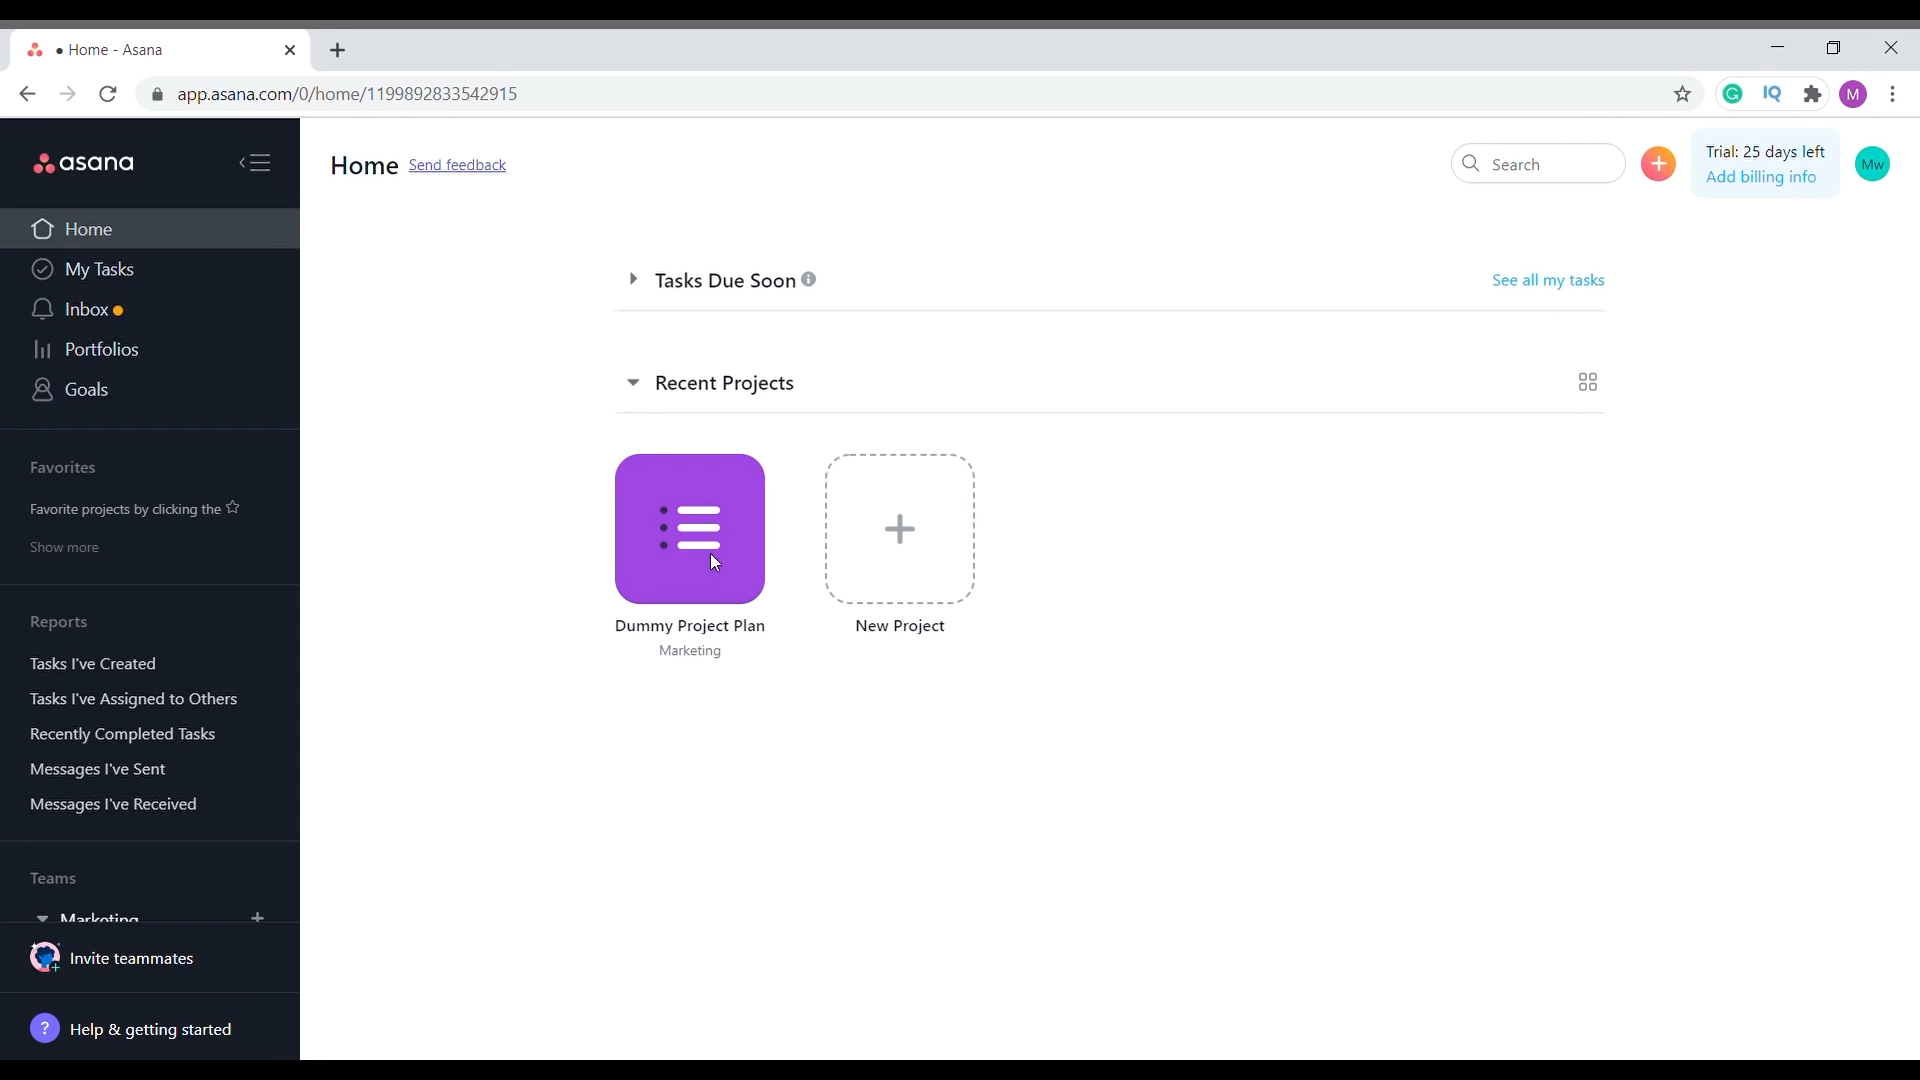 • Home - Asana
app.asana.com/0/home/1199892833542915
IQ
M
asana
Home
My Tasks
Inbox
Portfolios
Goals
Favorites
Favorite projects by clicking the
Show more
Reports
Tasks I've Created
Tasks I've Assigned to Others
Recently Completed Tasks
Messages I've Sent
Messages I've Received
Teams
Marketing
Invite teammates
? Help & getting started
Home Send feedback
Search
Trial: 25 days left
Add billing info
Mw
Tasks Due Soon
See all my tasks
Recent Projects
Dummy Project Plan
Marketing
New Project